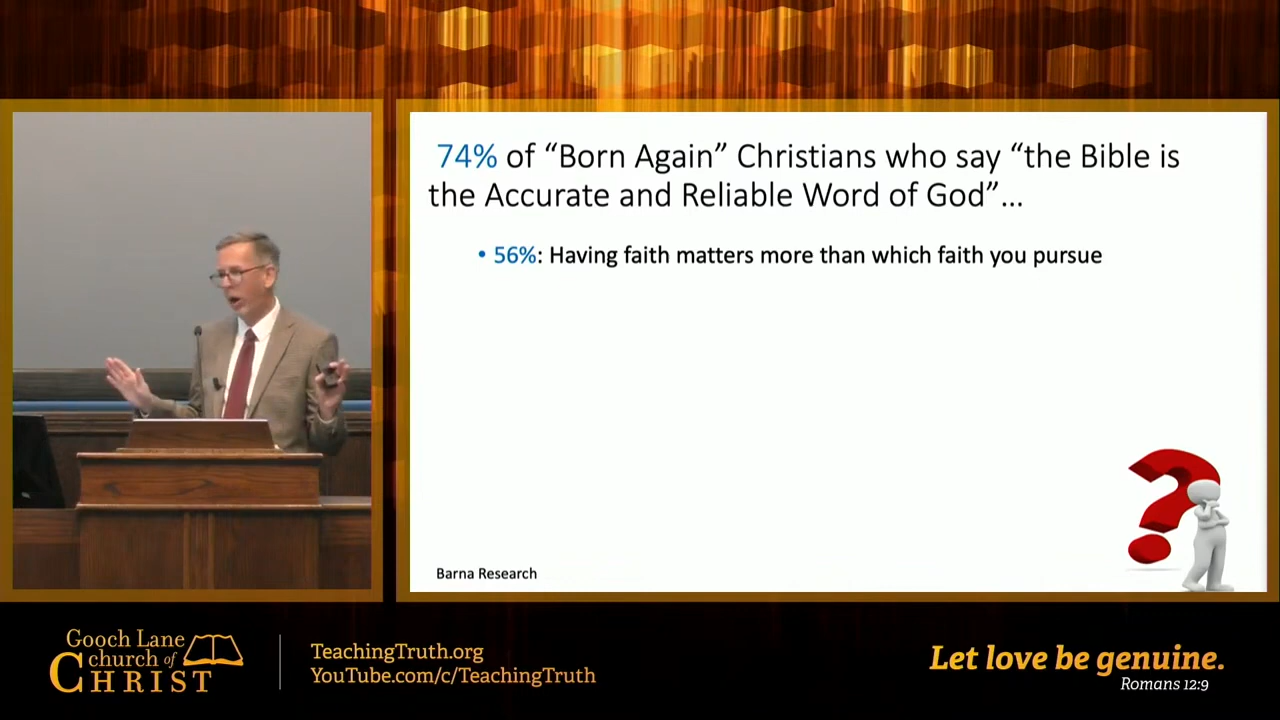 74% of “Born Again” Christians who say “the Bible is
the Accurate and Reliable Word of God”...
• 56%: Having faith matters more than which faith you pursue
?
Barna Research
Gooch Lane
church of
CHRIST
TeachingTruth.org
YouTube.com/c/TeachingTruth
Let love be genuine.
Romans 12:9